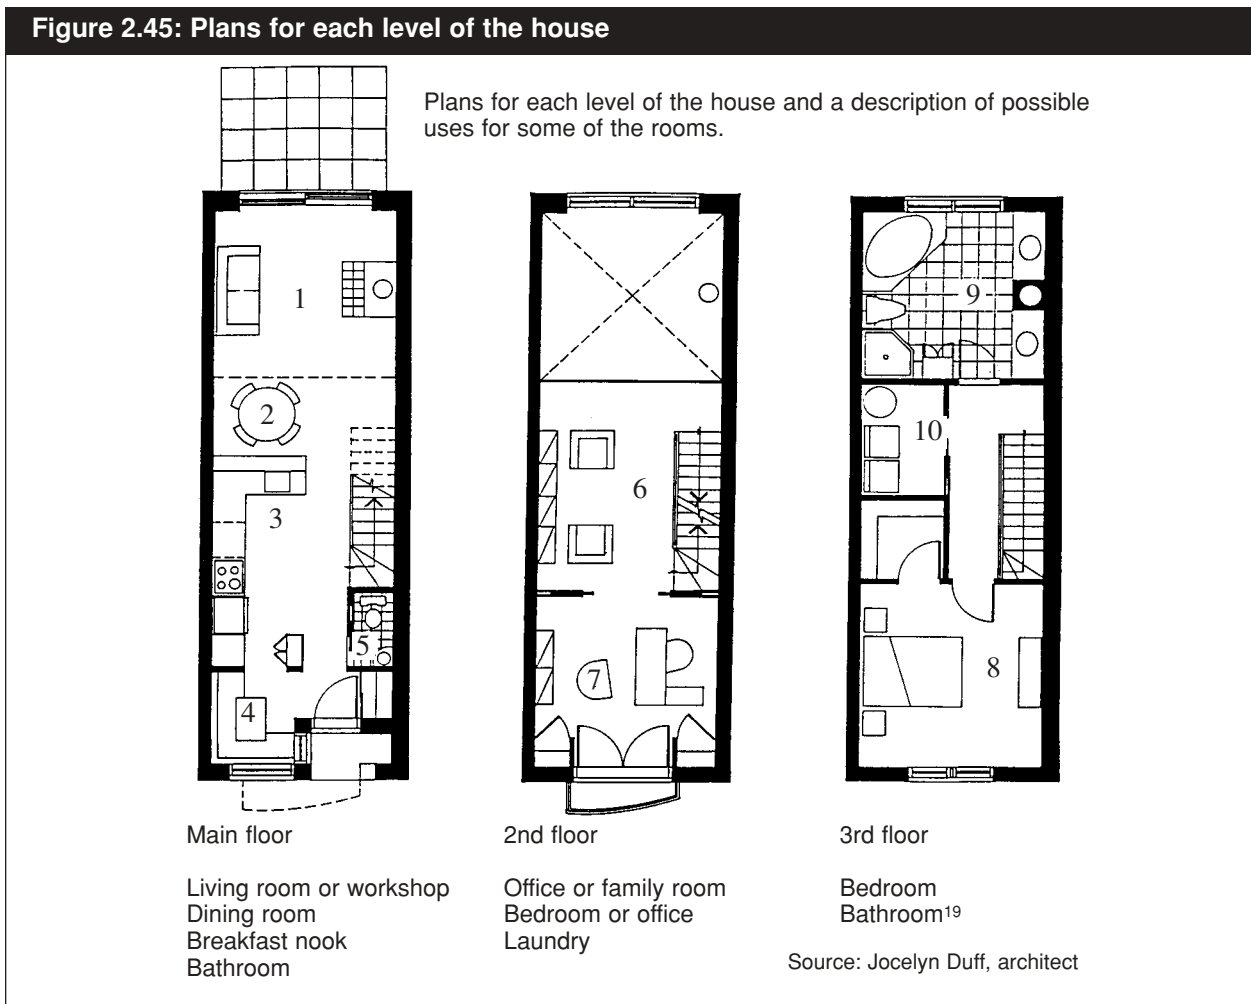 Figure 2.45: Plans for each level of the house
Plans for each level of the house and a description of possible
uses for some of the rooms.
1
2
3
4
5
6
7
8
9
10
Main floor
Living room or workshop
Dining room
Breakfast nook
Bathroom
2nd floor
Office or family room
Bedroom or office
Laundry
3rd floor
Bedroom
Bathroom19
Source: Jocelyn Duff, architect